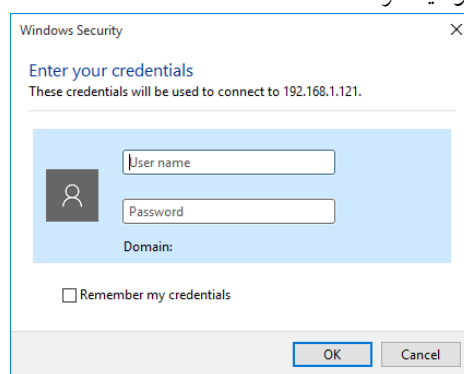 Windows Security
Enter your credentials
These credentials will be used to connect to 192.168.1.121.
User name
Password
Domain:
Remember my credentials
OK
Cancel